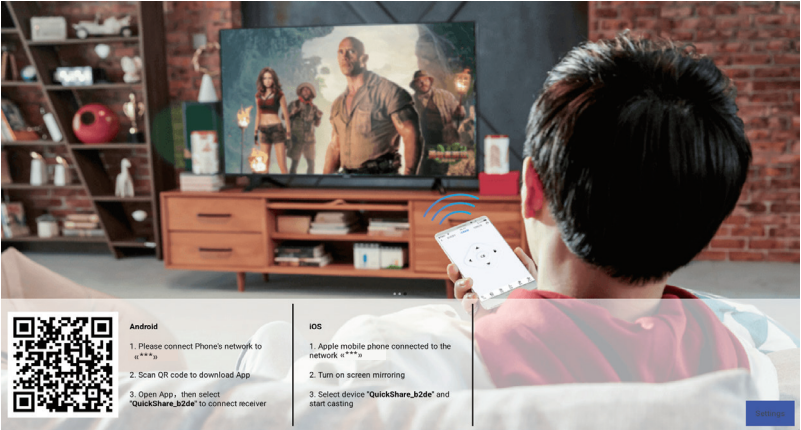 Android
1. Please connect Phone's network to
«***»
2. Scan QR code to download App
3. Open App，then select
"QuickShare_b2de" to connect receiver
iOS
1. Apple mobile phone connected to the
network «***»
2. Turn on screen mirroring
3. Select device "QuickShare_b2de" and
start casting
Settings